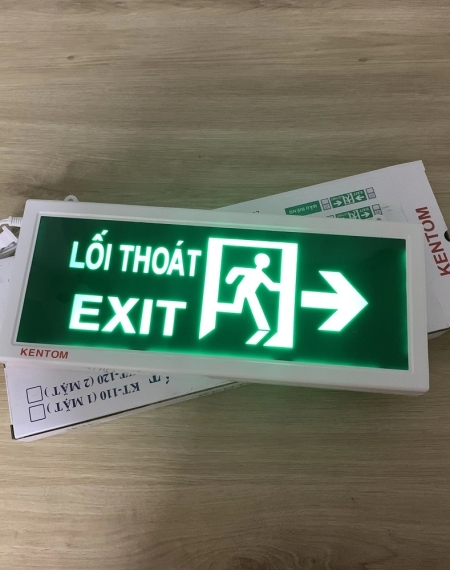 LỐI THOÁT
EXIT
KENTOM
KENTOM
KT-110 (1 MẶT)
KT-120 (2 MẶT)